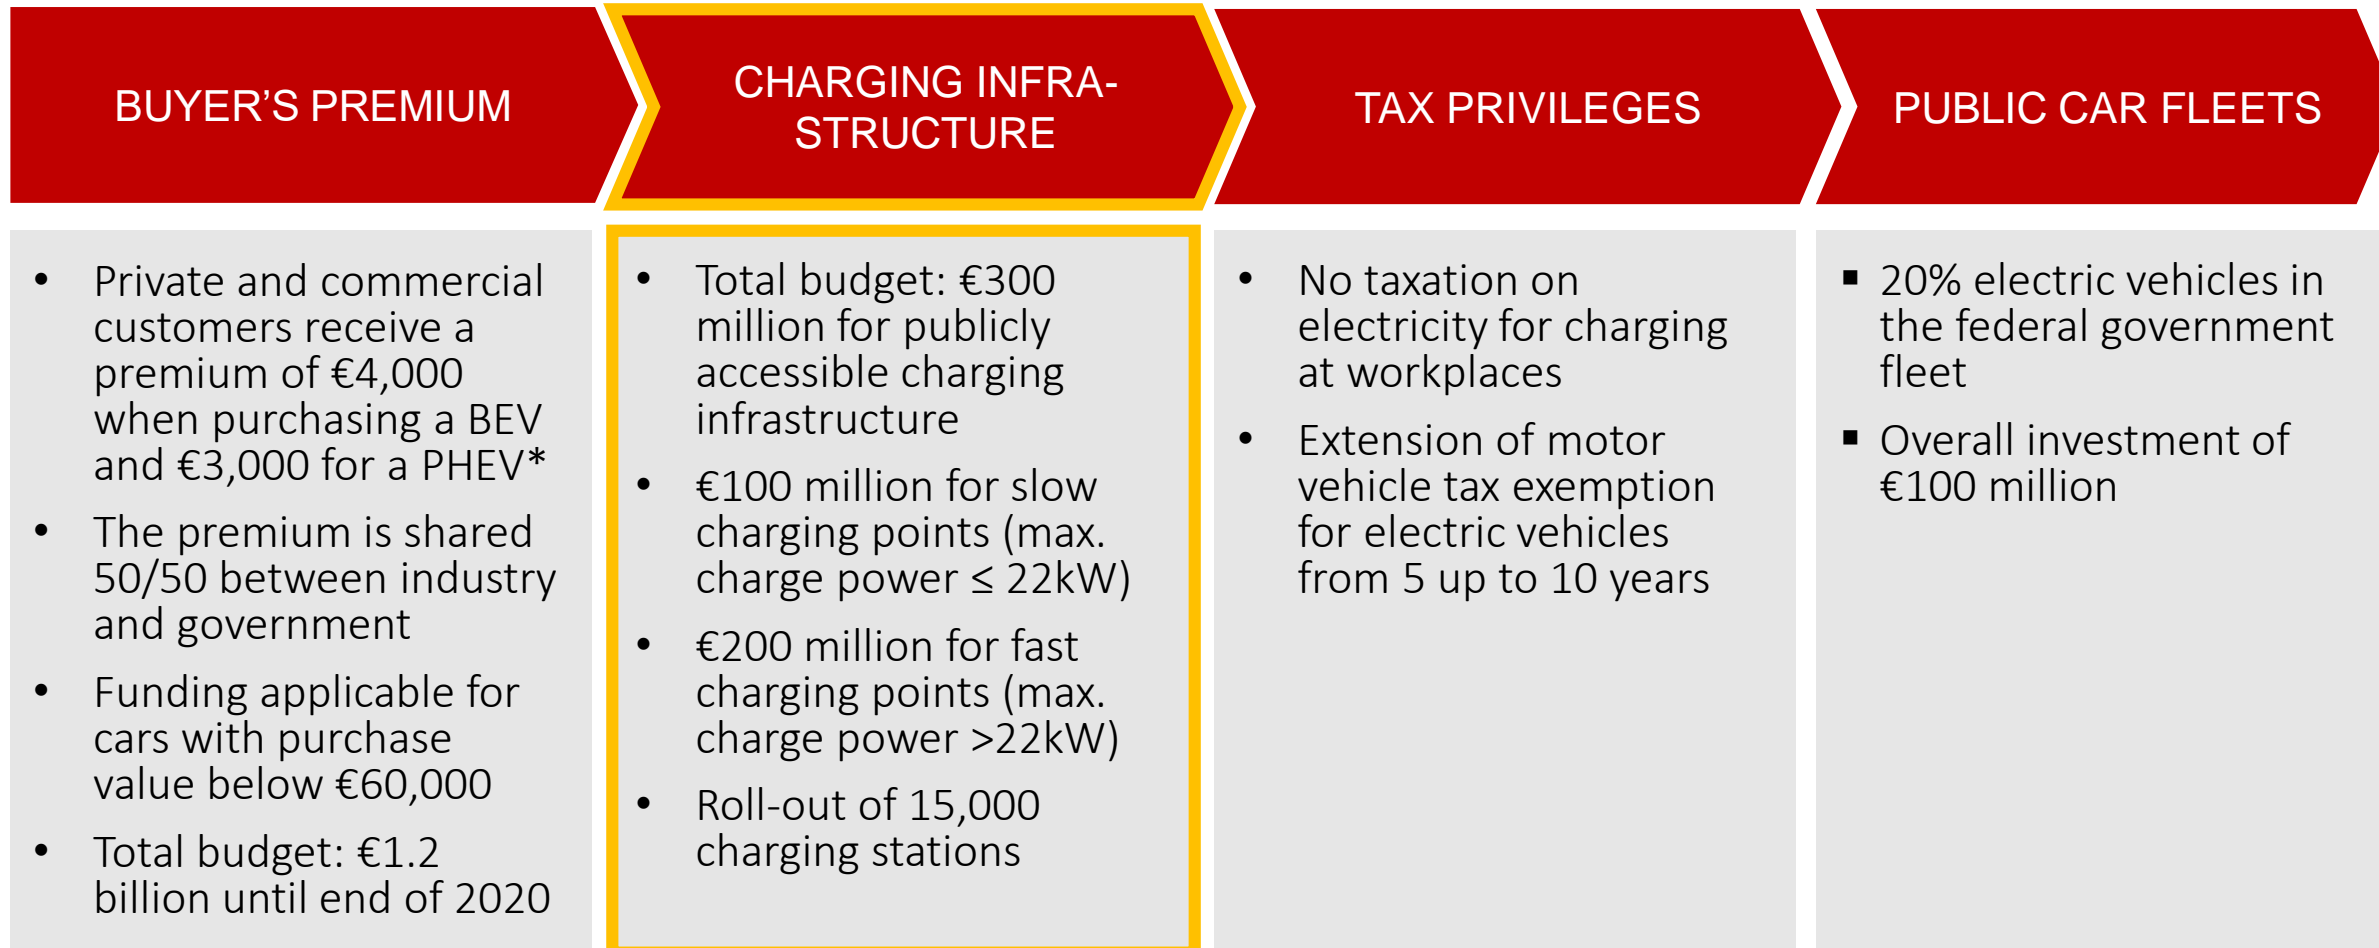 BUYER'S PREMIUM
• Private and commercial
customers receive a
premium of €4,000
when purchasing a BEV
and €3,000 for a PHEV*
• The premium is shared
50/50 between industry
and government
• Funding applicable for
cars with purchase
value below €60,000
• Total budget: €1.2
billion until end of 2020
CHARGING INFRA-
STRUCTURE
• Total budget: €300
million for publicly
accessible charging
infrastructure
• €100 million for slow
charging points (max.
charge power ≤ 22kW)
• €200 million for fast
charging points (max.
charge power >22kW)
• Roll-out of 15,000
charging stations
TAX PRIVILEGES
• No taxation on
electricity for charging
at workplaces
• Extension of motor
vehicle tax exemption
for electric vehicles
from 5 up to 10 years
PUBLIC CAR FLEETS
▪ 20% electric vehicles in
the federal government
fleet
▪ Overall investment of
€100 million